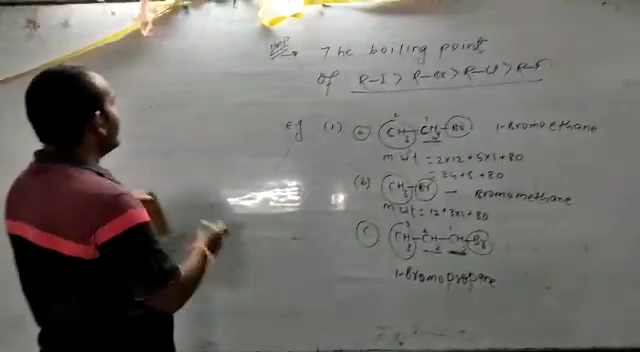 Imp → The boiling point
of R-I > R-Br > R-Cl > R-F
eg (1) (a) CH3-CH2-Br 1-Bromoethane
m.wt = 2x12+5x1+80
= 24+5+80
(b) CH3-Br - Bromomethane
m.wt = 12+3x1+80
(c) CH3-CH2-CH2-Br
1-Bromopropane